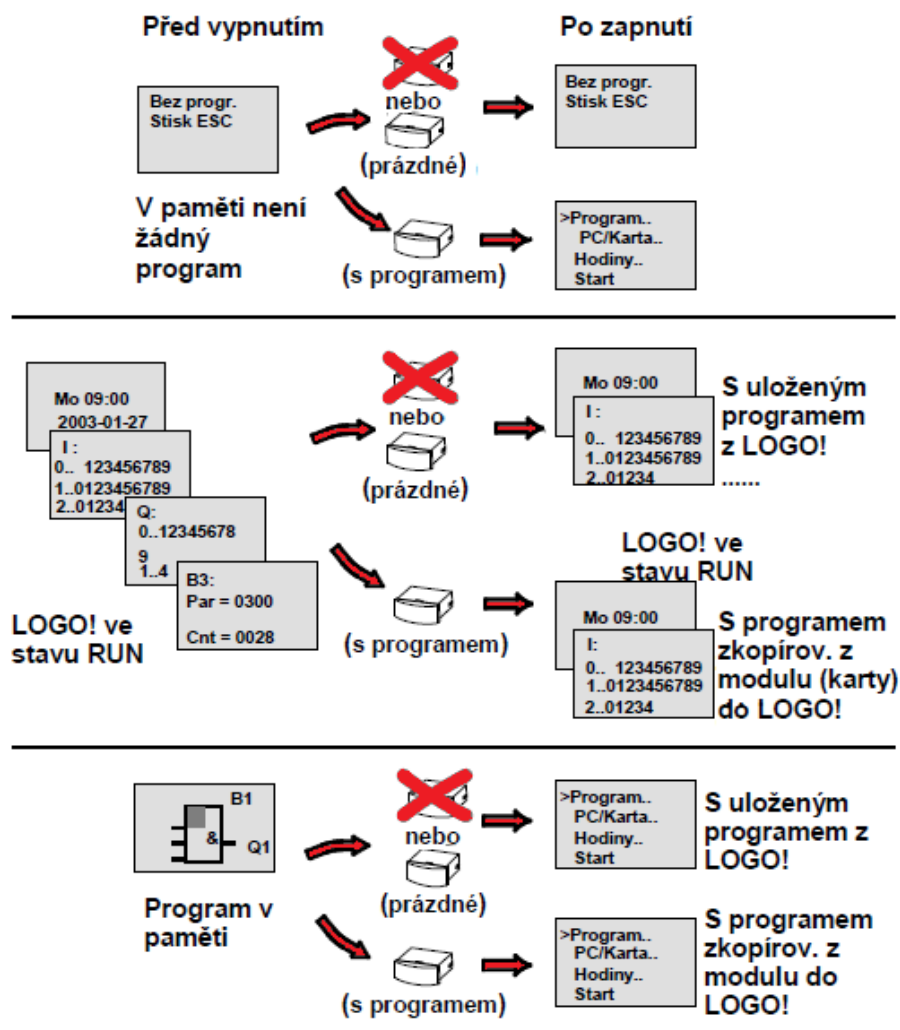 Před vypnutím
Po zapnutí
Bez progr.
Stisk ESC
nebo
(prázdné)
Bez progr.
Stisk ESC
V paměti není
žádný
program
(s programem)
>Program..
PC/Karta..
Hodiny..
Start
Mo 09:00
2003-01-27
I :
0.. 123456789
1..0123456789
2..01234
Q:
0..12345678
9
1..4
B3:
Par = 0300
Cnt = 0028
LOGO! ve
stavu RUN
nebo
(prázdné)
Mo 09:00
I :
0.. 123456789
1..0123456789
2..01234
S uloženým
programem
z LOGO!
......
(s programem)
LOGO! ve
stavu RUN
Mo 09:00
I:
0.. 123456789
1..0123456789
2..01234
S programem
zkopírov. z
modulu (karty)
do LOGO!
B1
&
Q1
Program v
paměti
nebo
(prázdné)
>Program..
PC/Karta..
Hodiny..
Start
S uloženým
programem z
LOGO!
(s programem)
>Program..
PC/Karta..
Hodiny..
Start
S programem
zkopírov. z
modulu do
LOGO!